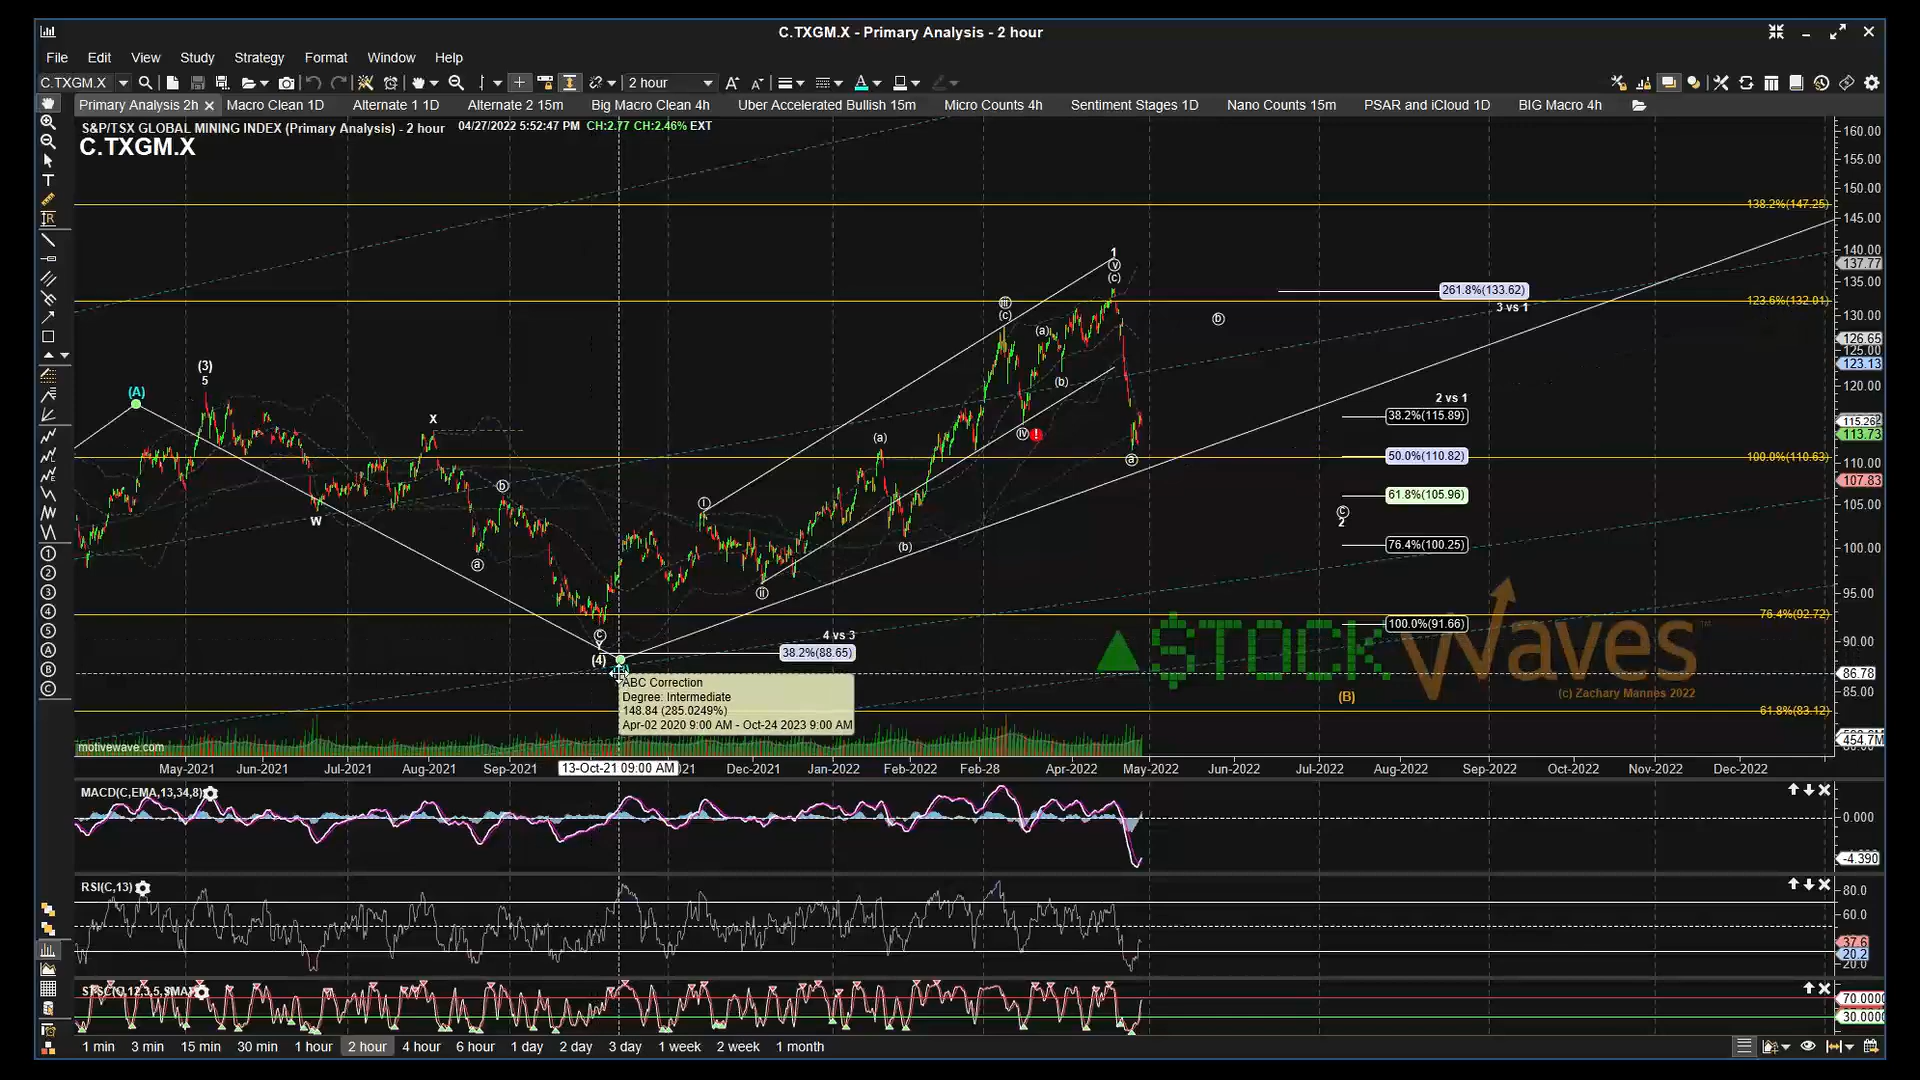 C.TXGM.X - Primary Analysis - 2 hour
File Edit View Study Strategy Format Window Help
C.TXGM.X 2 hour
Primary Analysis 2h Macro Clean 1D Alternate 1 1D Alternate 2 15m Big Macro Clean 4h Uber Accelerated Bullish 15m Micro Counts 4h Sentiment Stages 1D Nano Counts 15m PSAR and iCloud 1D BIG Macro 4h
S&P/TSX GLOBAL MINING INDEX (Primary Analysis) - 2 hour 04/27/2022 5:52:47 PM CH:2.77 CH:2.46% EXT
C.TXGM.X
160.00
155.00
150.00
138.2%(147.25)
145.00
140.00
137.77
135.00
261.8%(133.62)
3 vs 1
123.6%(132.01)
130.00
126.65
125.00
123.13
120.00
2 vs 1
38.2%(115.89)
115.26
113.73
50.0%(110.82)
100.0%(110.63)
110.00
107.83
61.8%(105.96)
105.00
76.4%(100.25)
100.00
95.00
76.4%(92.72)
100.0%(91.66)
90.00
86.78
85.00
61.8%(83.12)
454.7M
(A)
(3)
5
W
X
a
b
c
Y
(4)
4 vs 3
38.2%(88.65)
i
ii
(a)
(b)
iii
(c)
iv !
(a)
(b)
1
v
(c)
a
b
c
2
(B)
ABC Correction
Degree: Intermediate
148.84 (285.0249%)
Apr-02 2020 9:00 AM - Oct-24 2023 9:00 AM
$TOCK Waves
(c) Zachary Mannes 2022
motivewave.com
May-2021 Jun-2021 Jul-2021 Aug-2021 Sep-2021 13-Oct-21 09:00 AM Dec-2021 Jan-2022 Feb-2022 Feb-28 Apr-2022 May-2022 Jun-2022 Jul-2022 Aug-2022 Sep-2022 Oct-2022 Nov-2022 Dec-2022
MACD(C,EMA,13,34,8)
0.000
-4.390
RSI(C,13)
80.0
60.0
37.6
20.2
20.0
70.0000
30.0000
1 min 3 min 15 min 30 min 1 hour 2 hour 4 hour 6 hour 1 day 2 day 3 day 1 week 2 week 1 month